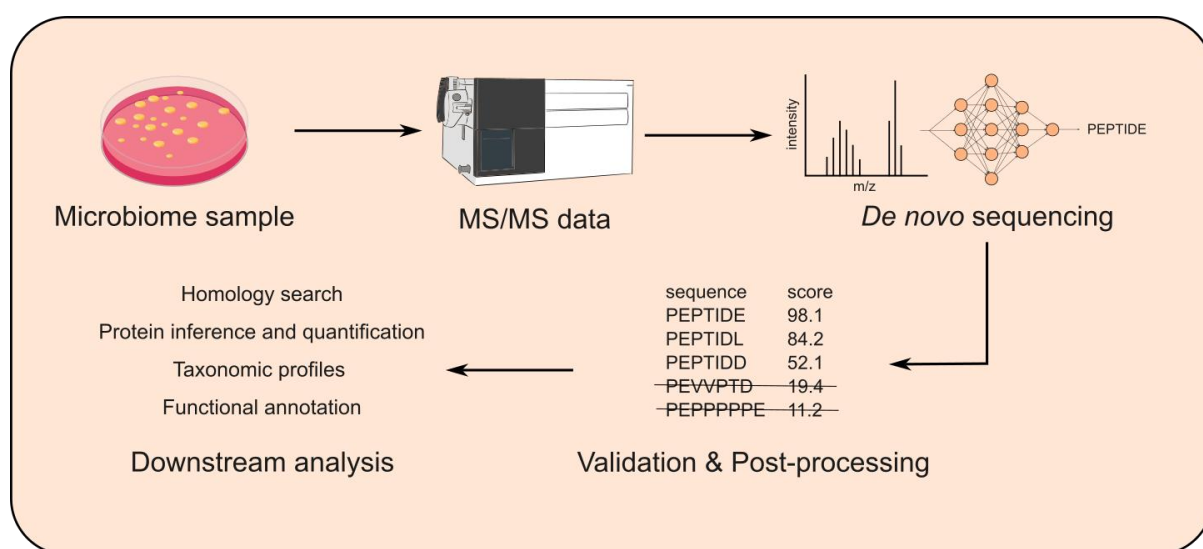 intensity
m/z
PEPTIDE
Microbiome sample
MS/MS data
De novo sequencing
Homology search
Protein inference and quantification
Taxonomic profiles
Functional annotation
Downstream analysis
sequence score
PEPTIDE 98.1
PEPTIDL 84.2
PEPTIDD 52.1
PEVVPTD 19.4
PEPPPPPE 11.2
Validation & Post-processing